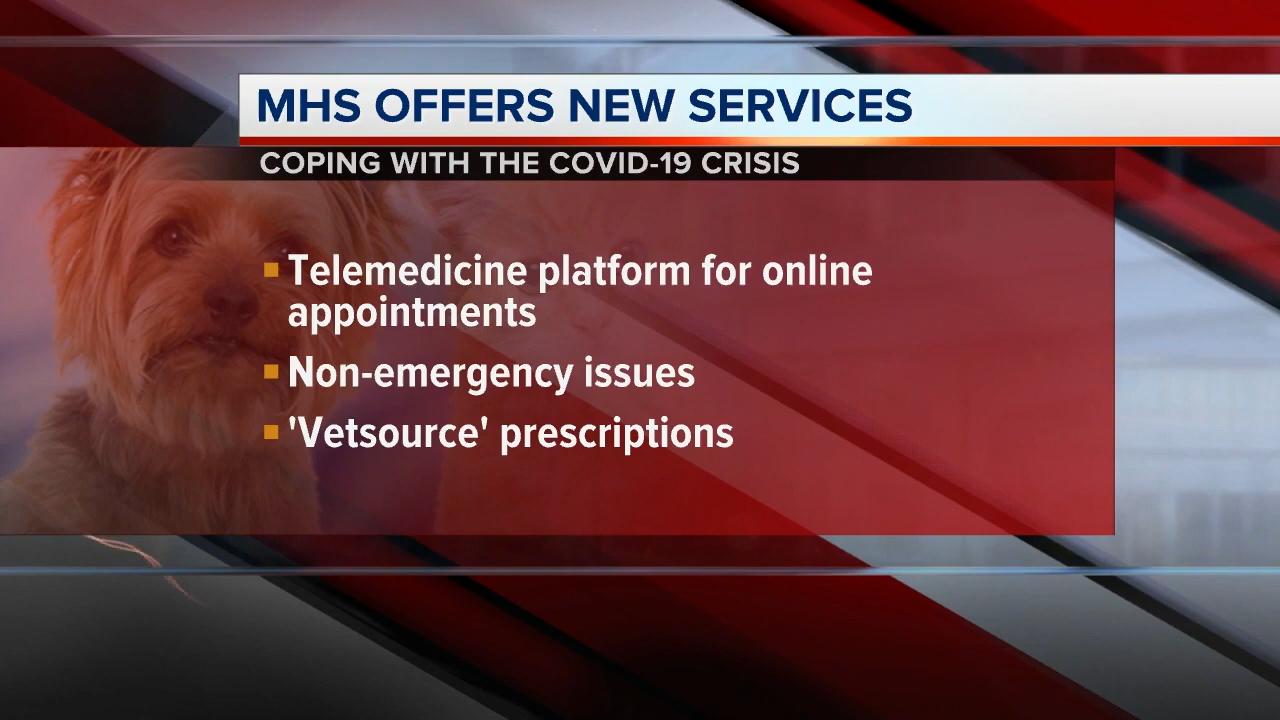 MHS OFFERS NEW SERVICES
COPING WITH THE COVID-19 CRISIS
Telemedicine platform for online
appointments
Non-emergency issues
'Vetsource' prescriptions